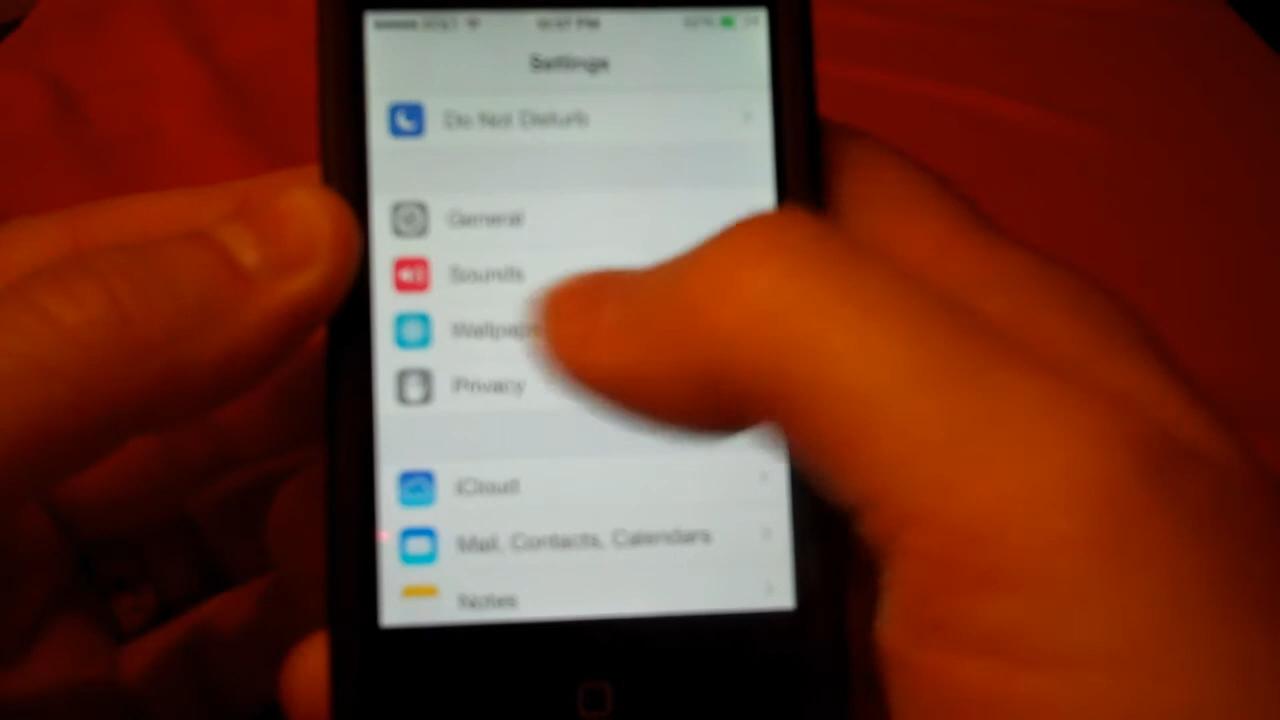 Settings
Do Not Disturb
General
Sounds
Wallpap
Privacy
iCloud
Mail, Contacts, Calendars
Notes